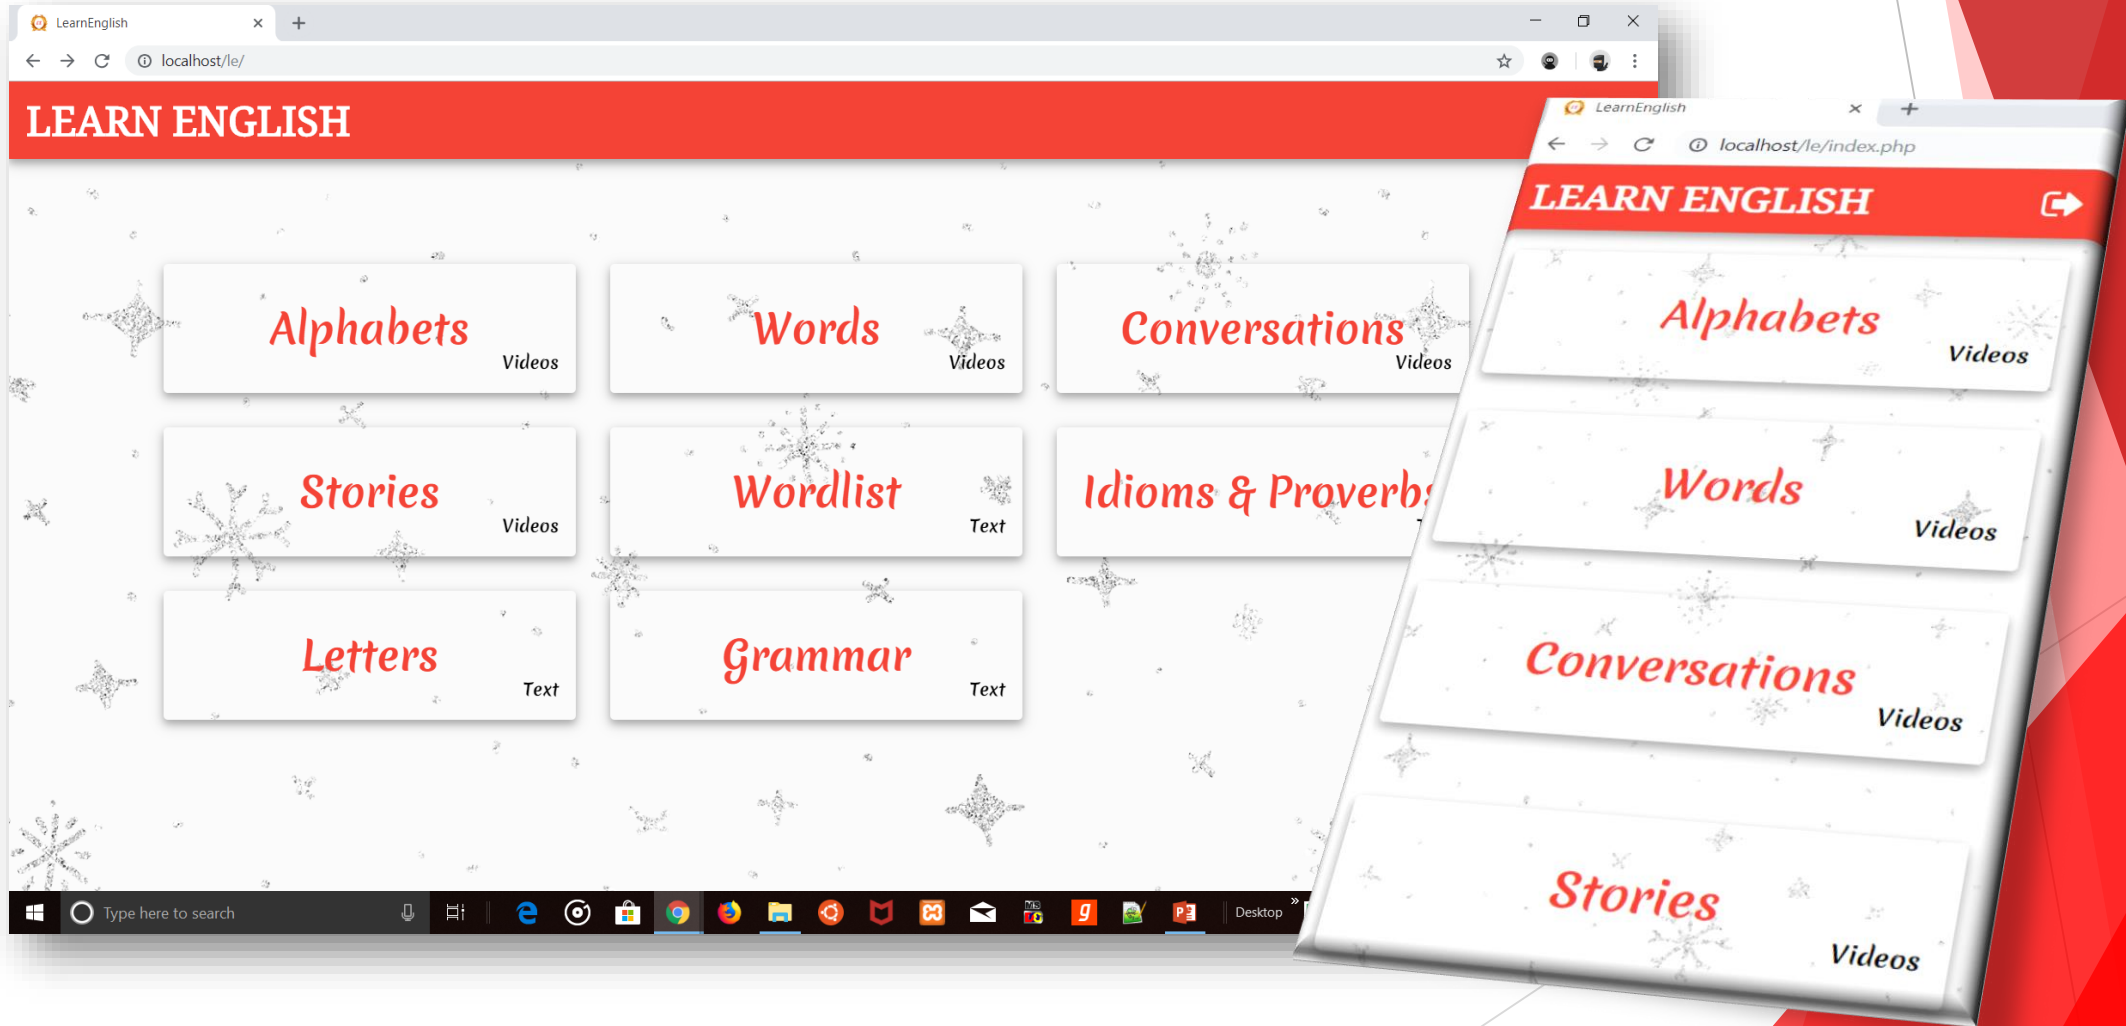 LearnEnglish
localhost/le/
LEARN ENGLISH
Alphabets
Videos
Words
Videos
Conversations
Videos
Stories
Videos
Wordlist
Text
Idioms & Proverbs
Letters
Text
Grammar
Text
Type here to search
Desktop
LearnEnglish
localhost/le/index.php
LEARN ENGLISH
Alphabets
Videos
Words
Videos
Conversations
Videos
Stories
Videos